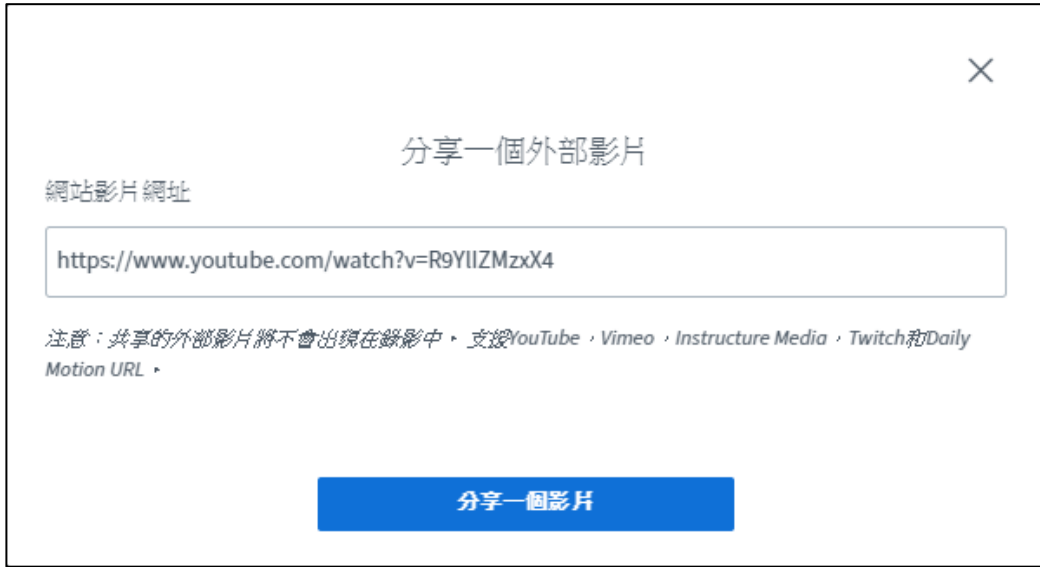 分享一個外部影片
網站影片網址
https://www.youtube.com/watch?v=R9YlIZMzxX4
注意：共享的外部影片將不會出現在錄影中。 支援YouTube，Vimeo，Instructure Media，Twitch和Daily
Motion URL。
分享一個影片